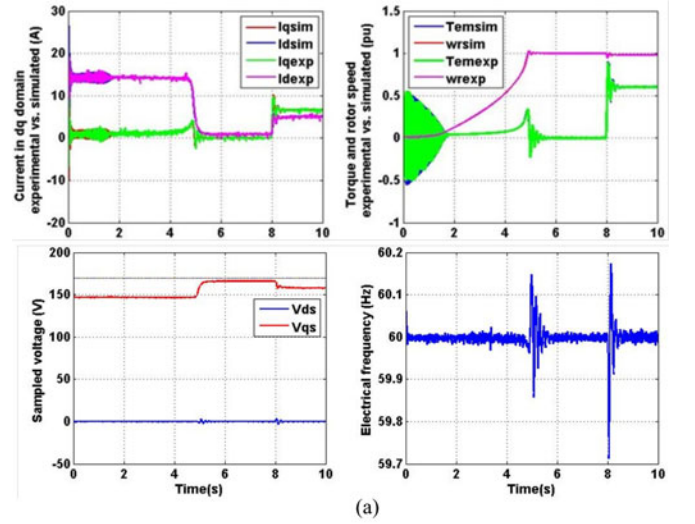 Current in dq domain
experimental vs. simulated (A)
30
20
10
0
-10
-20
0
2
4
6
8
10
Iqsim
Idsim
Iqexp
Idexp
Torque and rotor speed
experimental vs. simulated (pu)
1.5
1
0.5
0
-0.5
-1
0
2
4
6
8
10
Temsim
wrsim
Temexp
wrexp
Sampled voltage (V)
200
150
100
50
0
-50
0
2
4
6
8
10
Time(s)
Vds
Vqs
Electrical frequency (Hz)
60.2
60.1
60
59.9
59.8
59.7
0
2
4
6
8
10
Time(s)
(a)